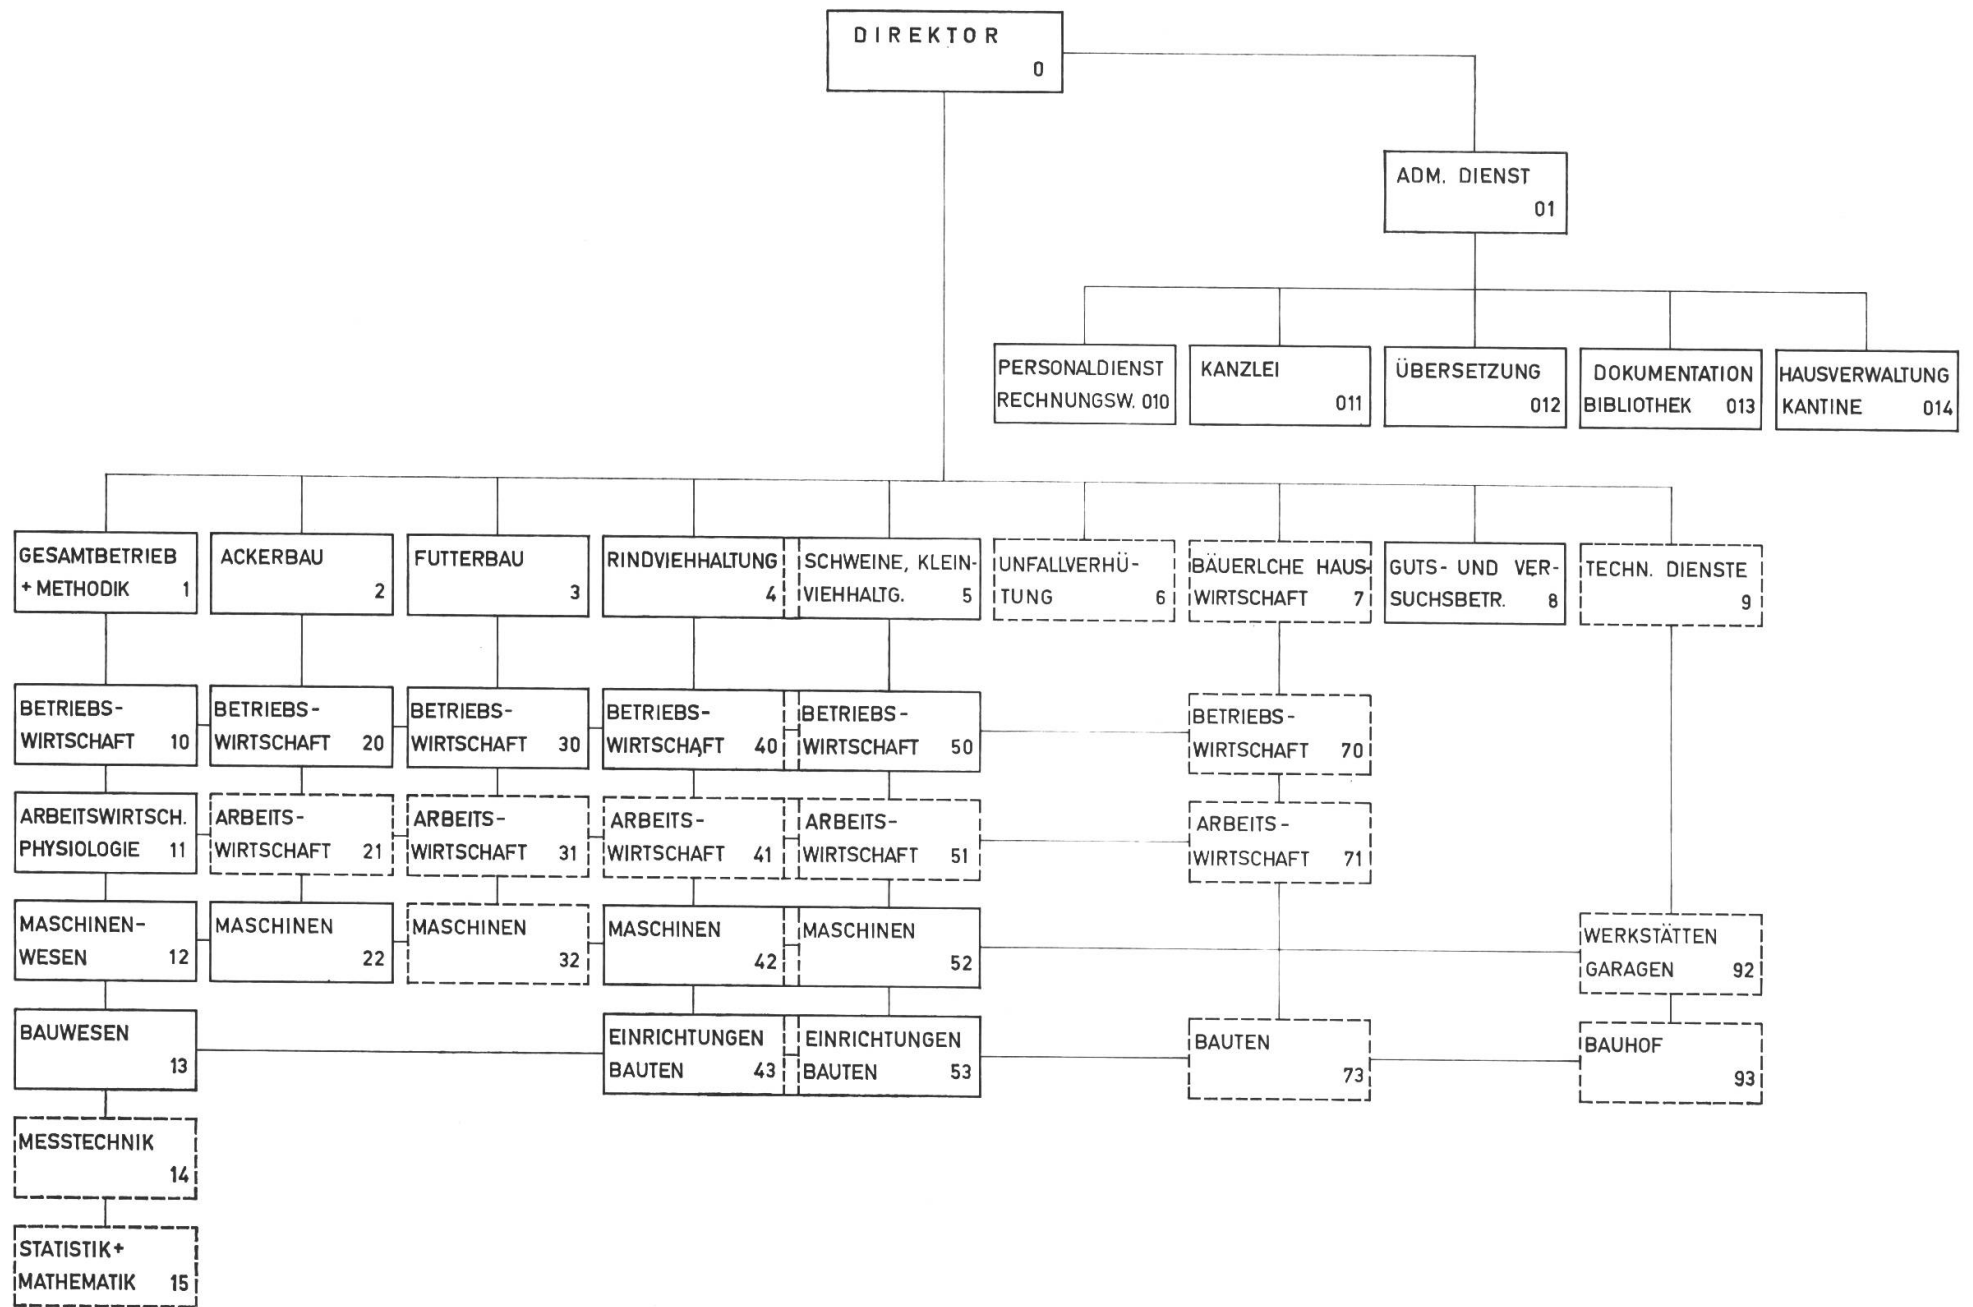 DIREKTOR
0
ADM. DIENST
01
PERSONALDIENST
RECHNUNGSW. 010
KANZLEI
011
ÜBERSETZUNG
012
DOKUMENTATION
BIBLIOTHEK 013
HAUSVERWALTUNG
KANTINE 014
GESAMTBETRIEB
+ METHODIK 1
ACKERBAU
2
FUTTERBAU
3
RINDVIEHHALTUNG
4
SCHWEINE, KLEIN-
VIEHHALTG. 5
UNFALLVERHÜ-
TUNG 6
BÄUERLCHE HAUS-
WIRTSCHAFT 7
GUTS- UND VER-
SUCHSBETR. 8
TECHN. DIENSTE
9
BETRIEBS-
WIRTSCHAFT 10
BETRIEBS-
WIRTSCHAFT 20
BETRIEBS-
WIRTSCHAFT 30
BETRIEBS-
WIRTSCHAFT 40
BETRIEBS-
WIRTSCHAFT 50
BETRIEBS-
WIRTSCHAFT 70
ARBEITSWIRTSCH.
PHYSIOLOGIE 11
ARBEITS-
WIRTSCHAFT 21
ARBEITS-
WIRTSCHAFT 31
ARBEITS-
WIRTSCHAFT 41
ARBEITS-
WIRTSCHAFT 51
ARBEITS-
WIRTSCHAFT 71
MASCHINEN-
WESEN 12
MASCHINEN
22
MASCHINEN
32
MASCHINEN
42
MASCHINEN
52
WERKSTÄTTEN
GARAGEN 92
BAUWESEN
13
EINRICHTUNGEN
BAUTEN 43
EINRICHTUNGEN
BAUTEN 53
BAUTEN
73
BAUHOF
93
MESSTECHNIK
14
STATISTIK+
MATHEMATIK 15